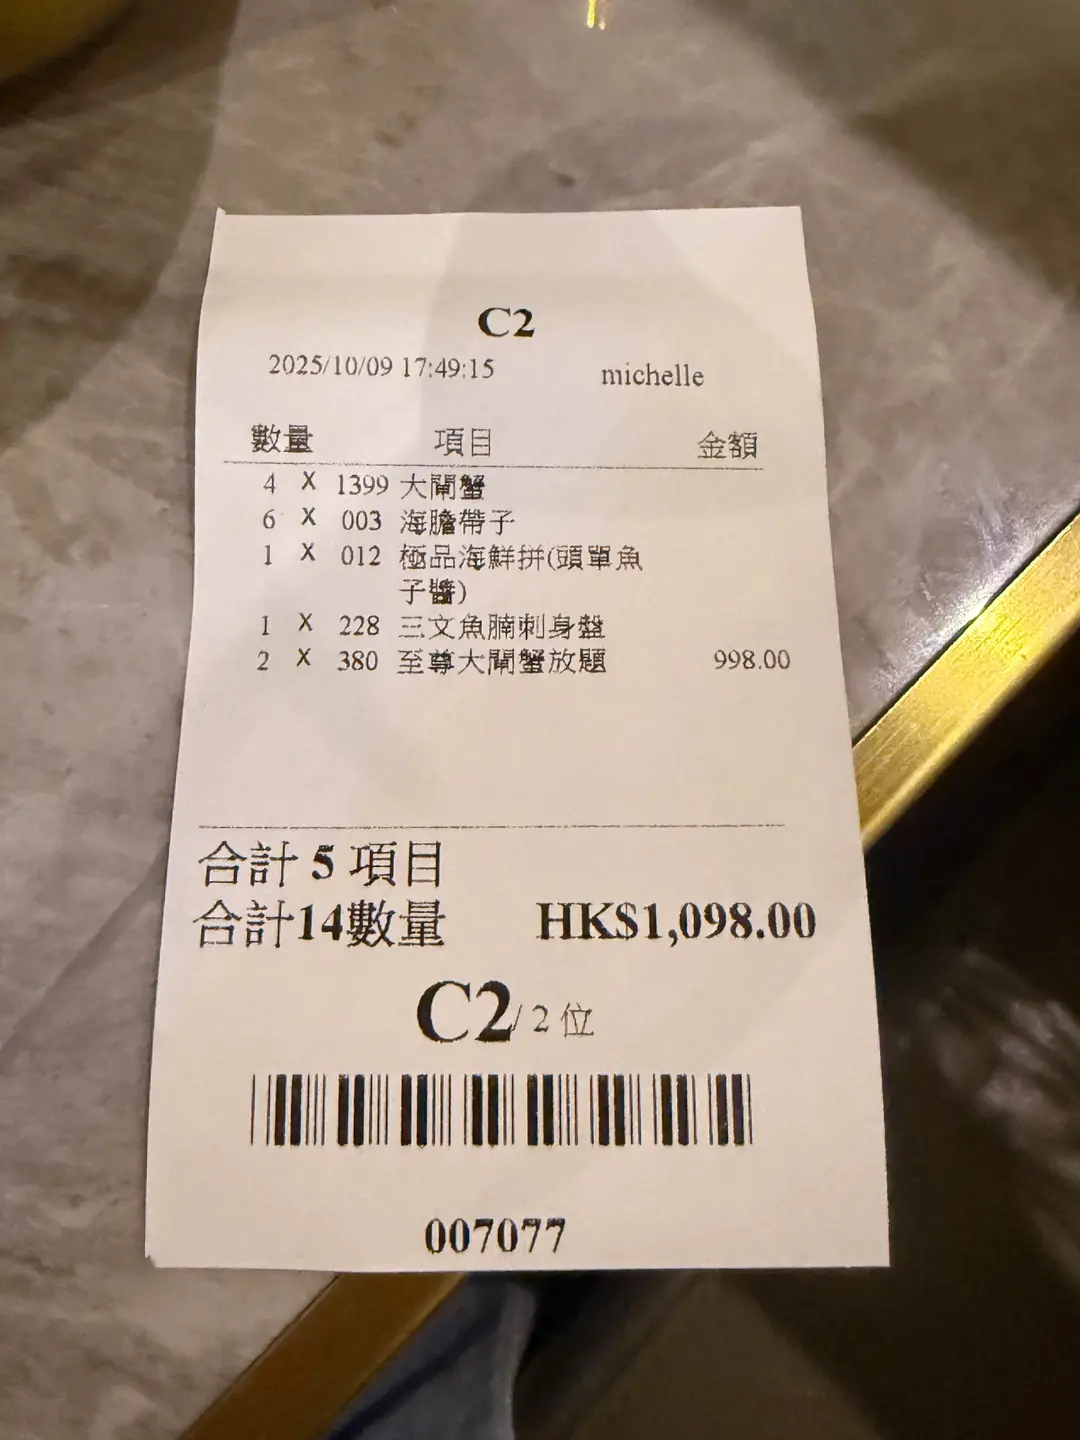 C2
2025/10/09 17:49:15 michelle
數量 項目 金額
4 X 1399 大閘蟹
6 X 003 海膽帶子
1 X 012 極品海鮮拼(頭單魚
子醬)
1 X 228 三文魚腩刺身盤
2 X 380 至尊大閘蟹放題 998.00
合計 5 項目
合計14數量 HK$1,098.00
C2/ 2 位
007077